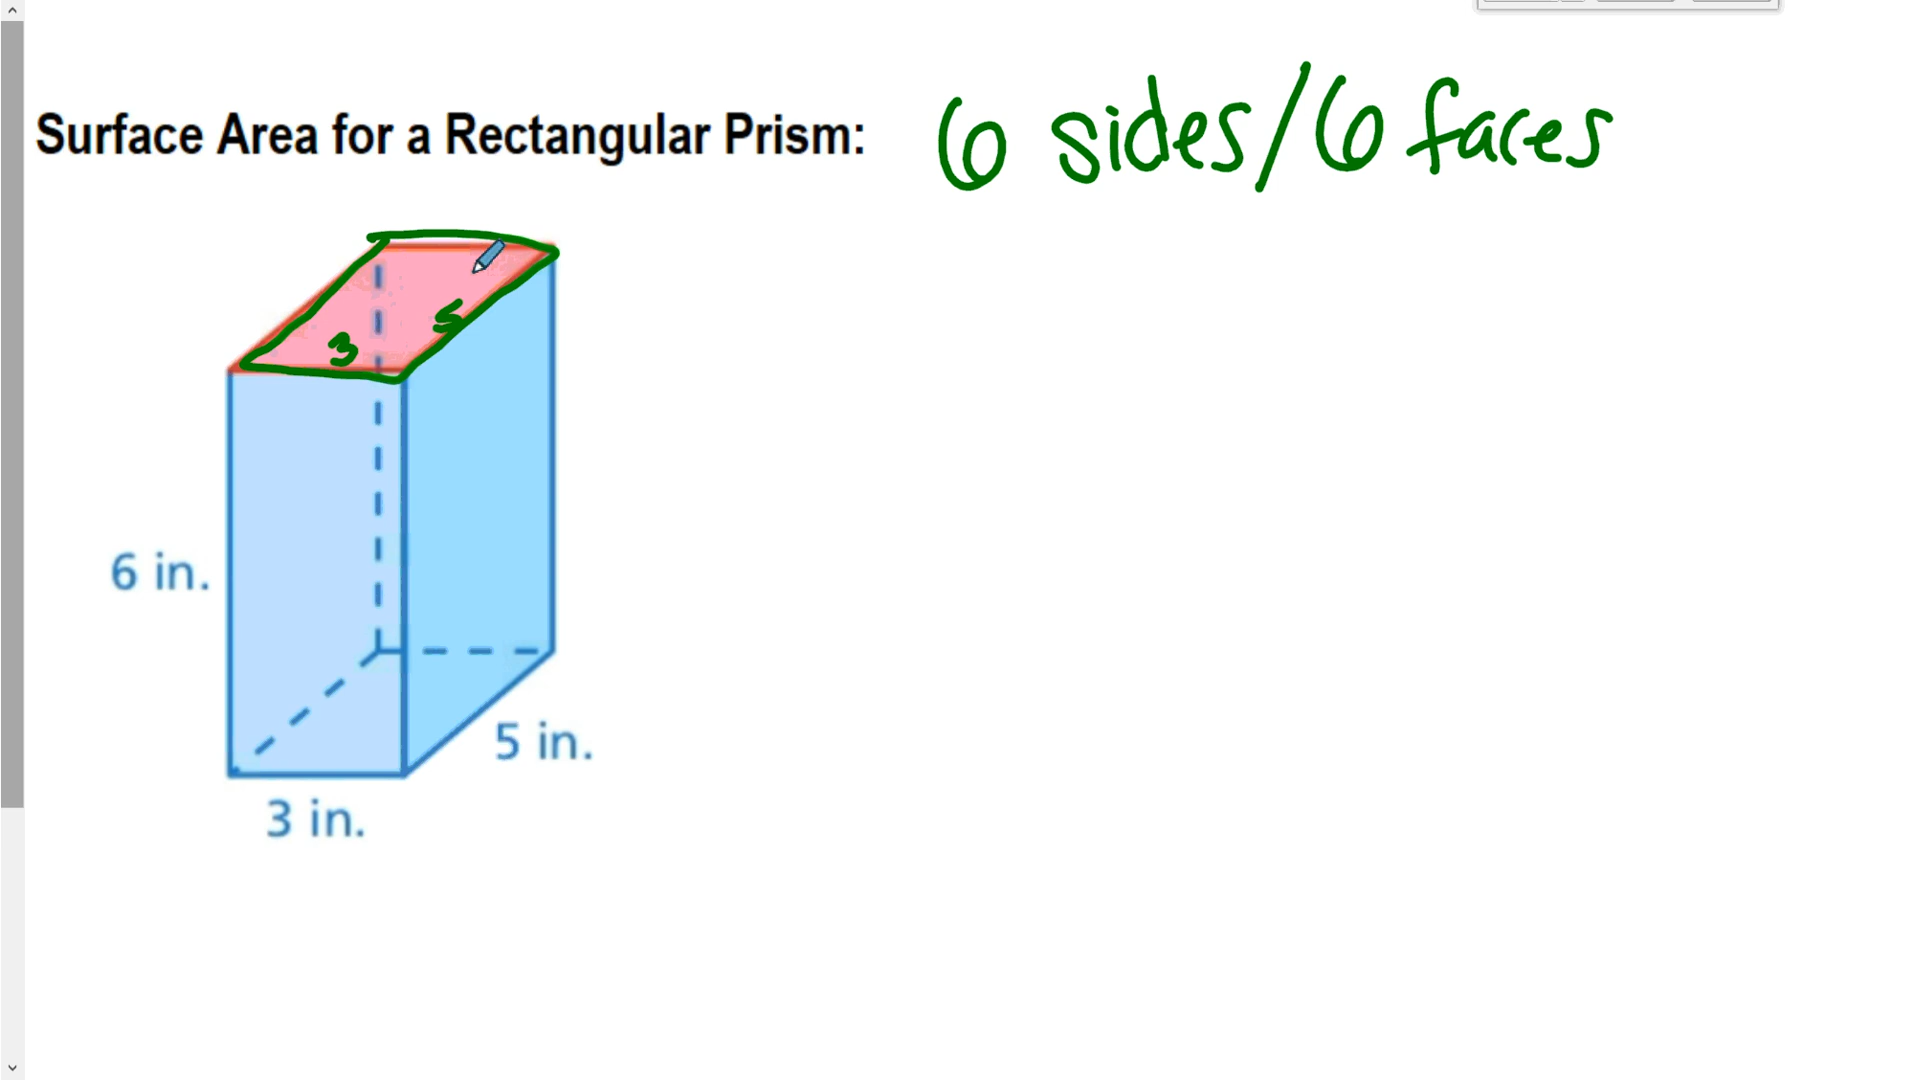 Surface Area for a Rectangular Prism: 6 sides/6 faces
3 5
6 in.
5 in.
3 in.